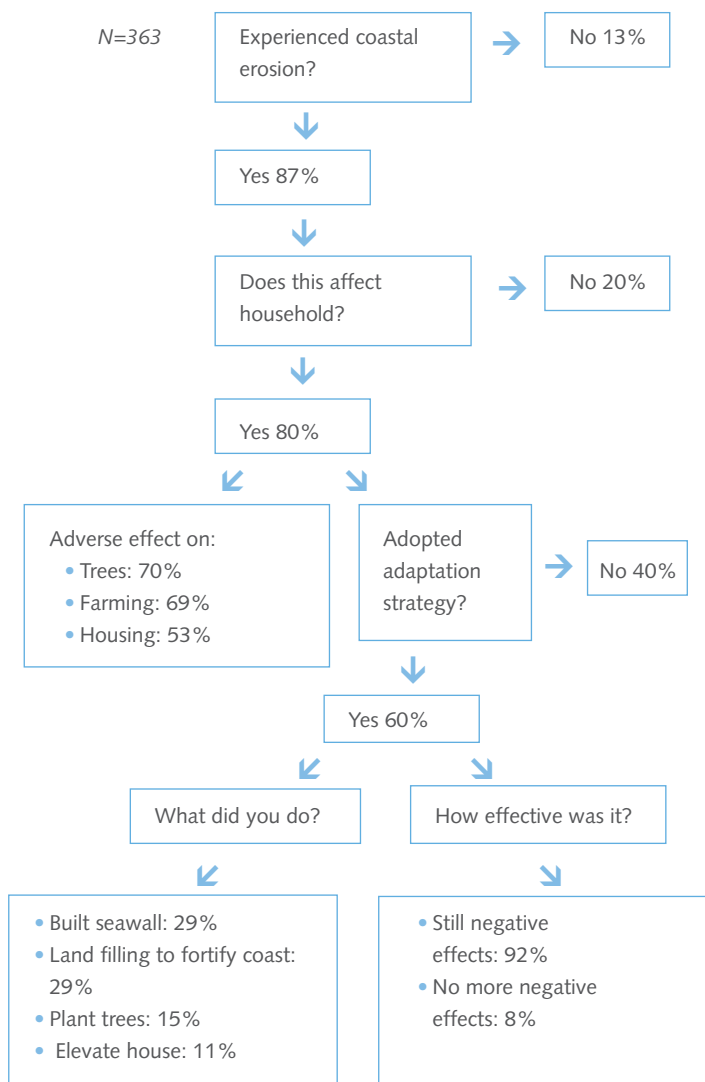 N=363
Experienced coastal
erosion?
No 13%
Yes 87%
Does this affect
household?
No 20%
Yes 80%
Adverse effect on:
• Trees: 70%
• Farming: 69%
• Housing: 53%
Adopted
adaptation
strategy?
No 40%
Yes 60%
What did you do?
How effective was it?
• Built seawall: 29%
• Land filling to fortify coast:
29%
• Plant trees: 15%
• Elevate house: 11%
• Still negative
effects: 92%
• No more negative
effects: 8%